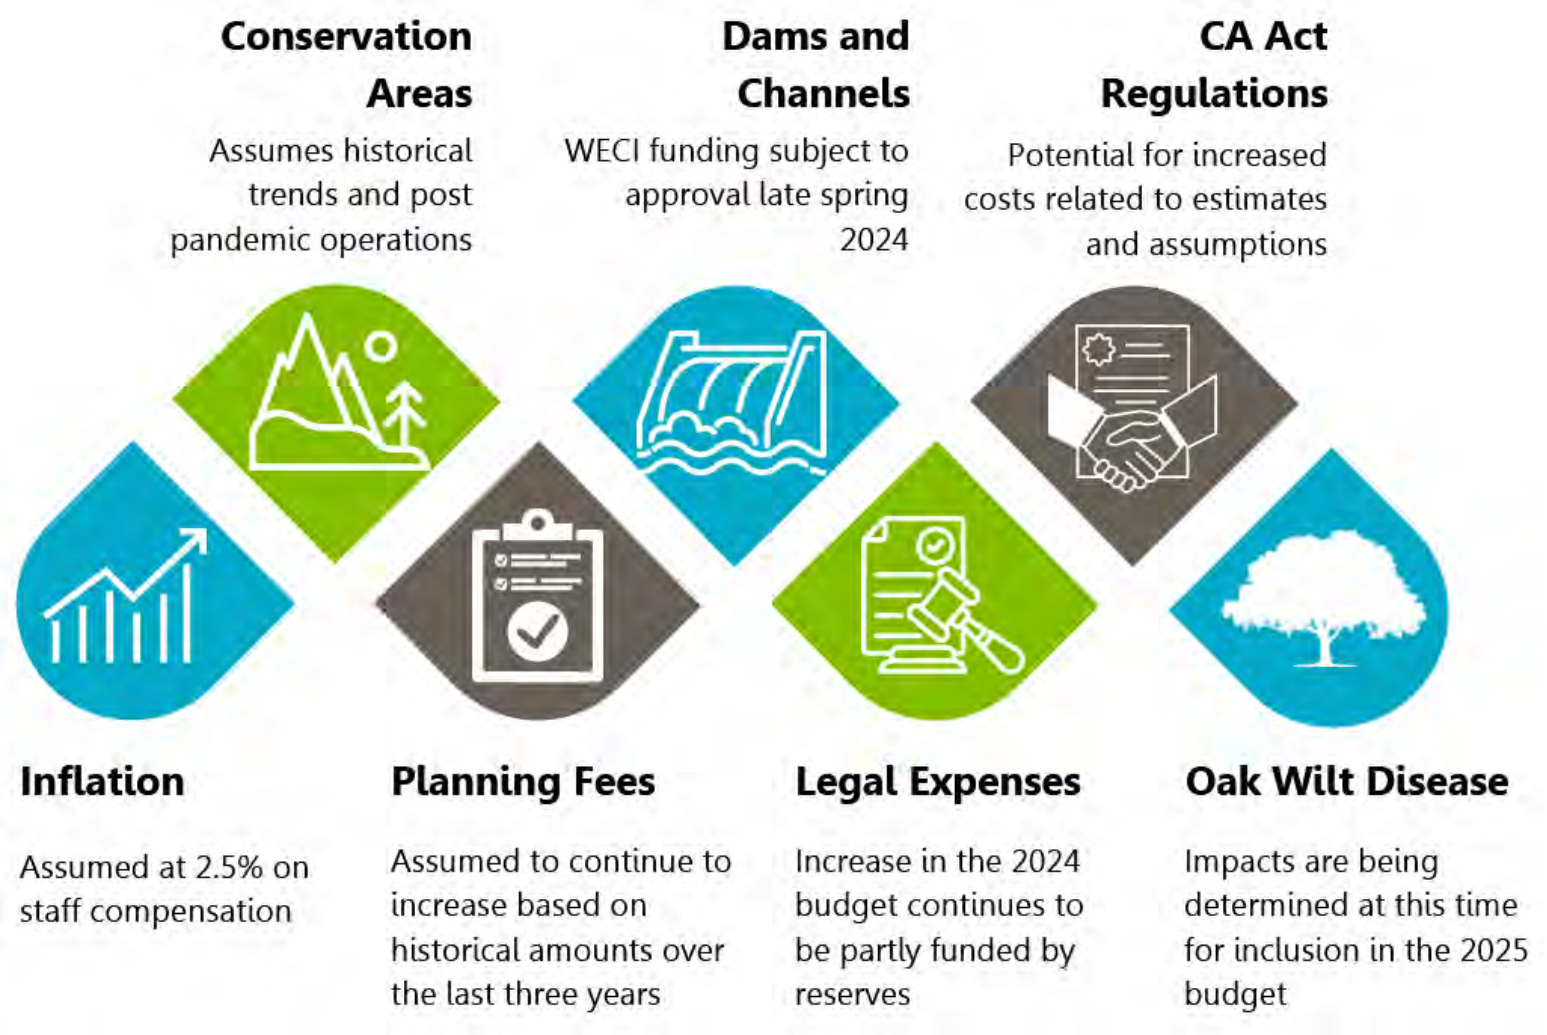 Conservation
Areas
Assumes historical
trends and post
pandemic operations
Dams and
Channels
WECI funding subject to
approval late spring
2024
CA Act
Regulations
Potential for increased
costs related to estimates
and assumptions
Inflation
Assumed at 2.5% on
staff compensation
Planning Fees
Assumed to continue to
increase based on
historical amounts over
the last three years
Legal Expenses
Increase in the 2024
budget continues to
be partly funded by
reserves
Oak Wilt Disease
Impacts are being
determined at this time
for inclusion in the 2025
budget